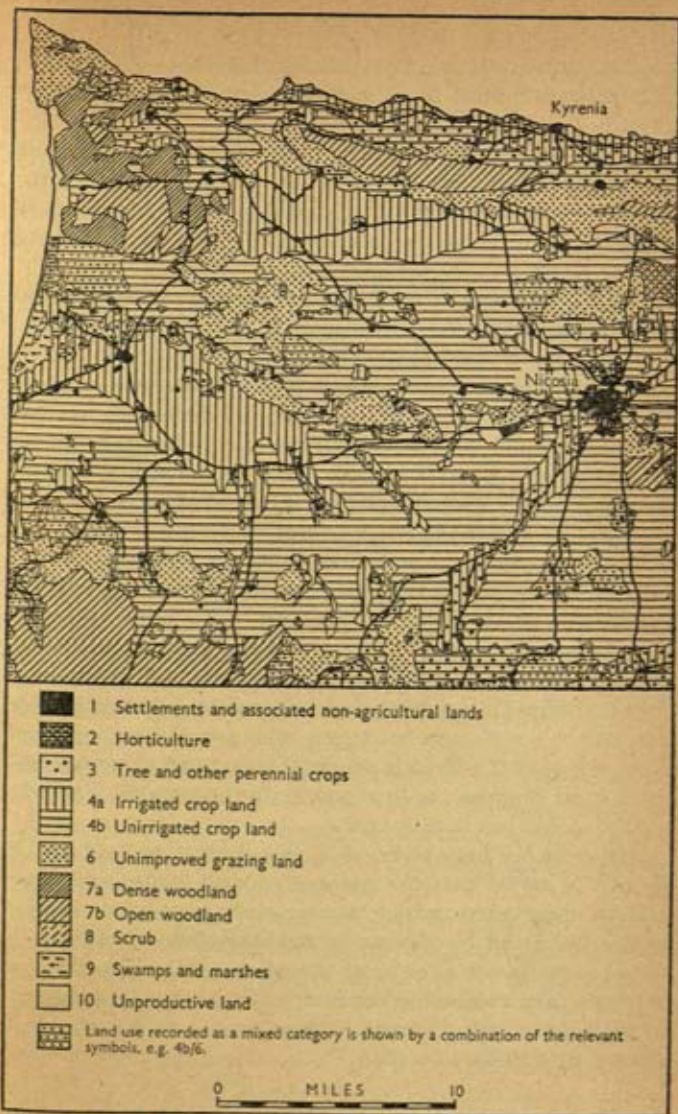 Kyrenia
Nicosia
1 Settlements and associated non-agricultural lands
2 Horticulture
3 Tree and other perennial crops
4a Irrigated crop land
4b Unirrigated crop land
6 Unimproved grazing land
7a Dense woodland
7b Open woodland
8 Scrub
9 Swamps and marshes
10 Unproductive land
Land use recorded as a mixed category is shown by a combination of the relevant
symbols, e.g. 4b/6.
0 MILES 10